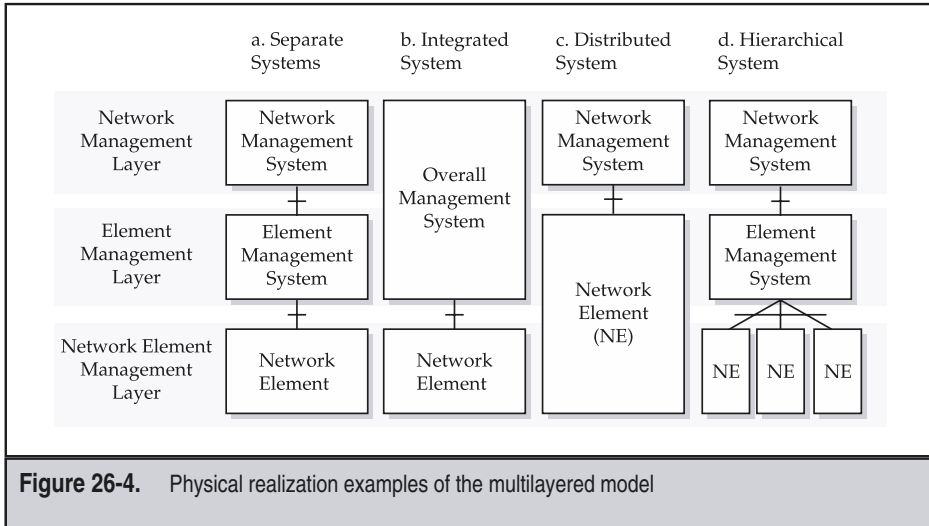 a. Separate
Systems
b. Integrated
System
c. Distributed
System
d. Hierarchical
System
Network
Management
Layer
Network
Management
System
Overall
Management
System
Network
Management
System
Network
Management
System
Element
Management
Layer
Element
Management
System
Network
Element
(NE)
Element
Management
System
Network Element
Management
Layer
Network
Element
Network
Element
NE
NE
NE
Figure 26-4. Physical realization examples of the multilayered model